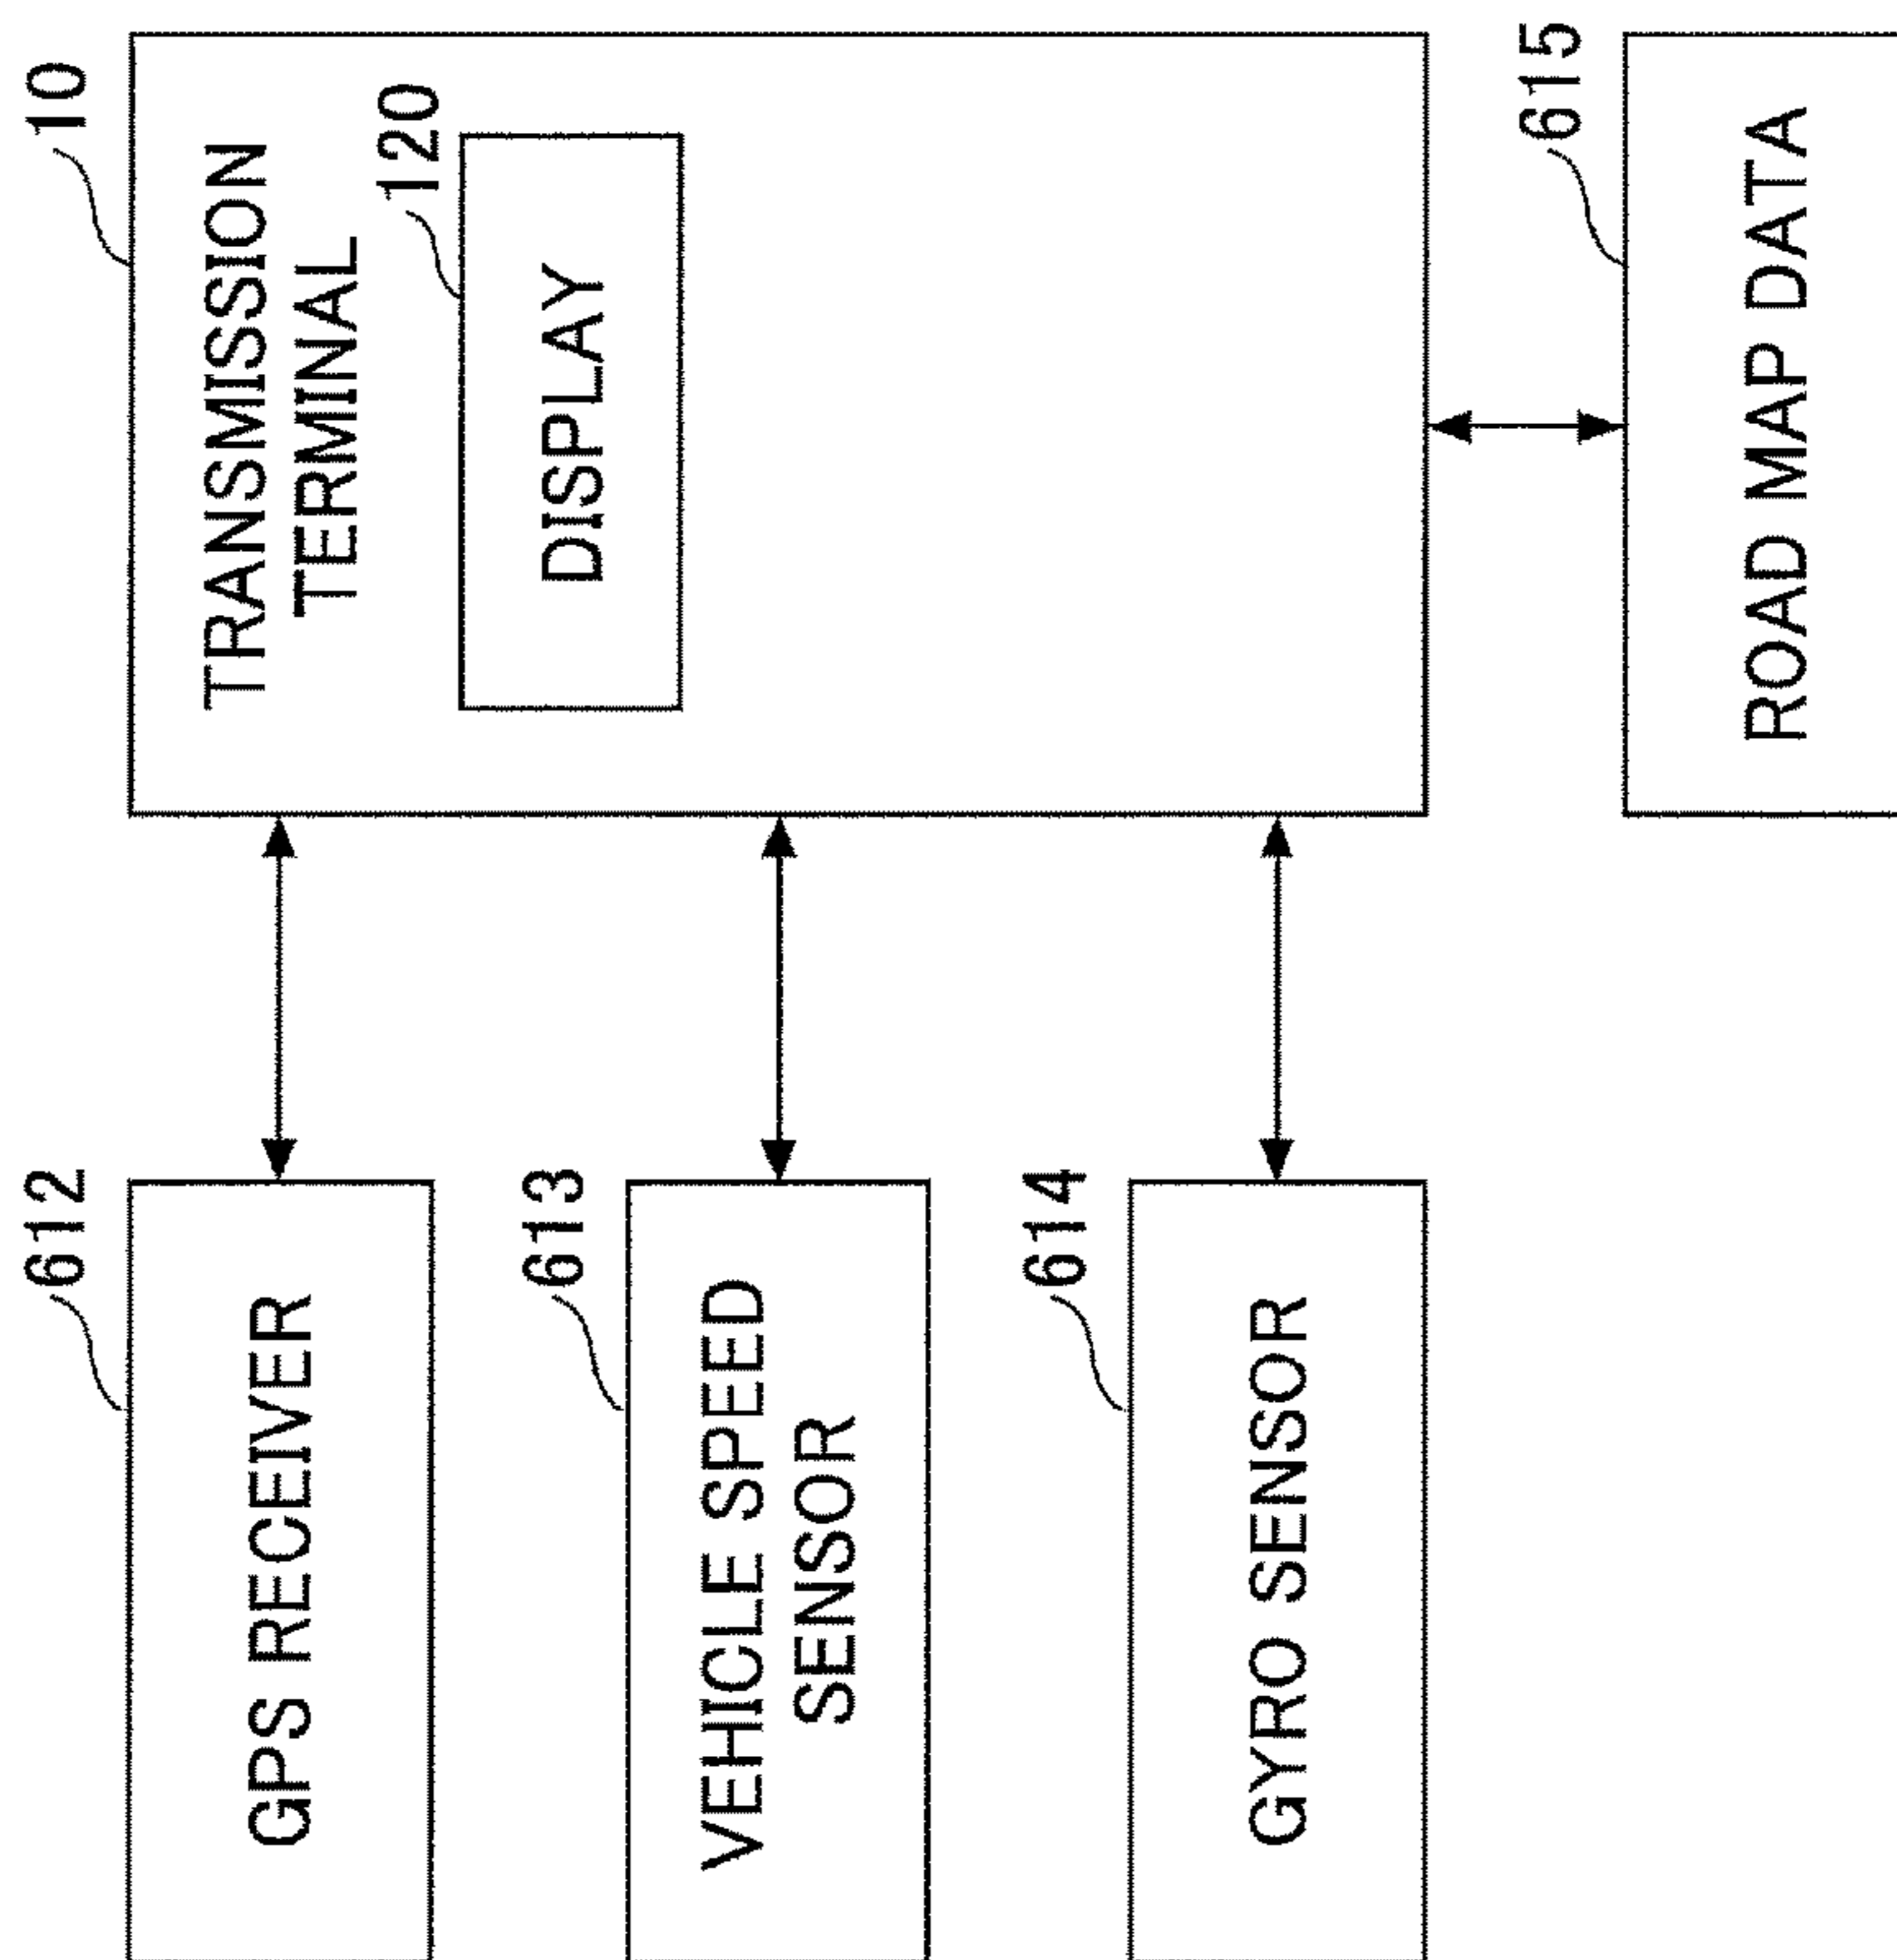 612
GPS RECEIVER
613
VEHICLE SPEED
SENSOR
614
GYRO SENSOR
10
TRANSMISSION
TERMINAL
120
DISPLAY
615
ROAD MAP DATA